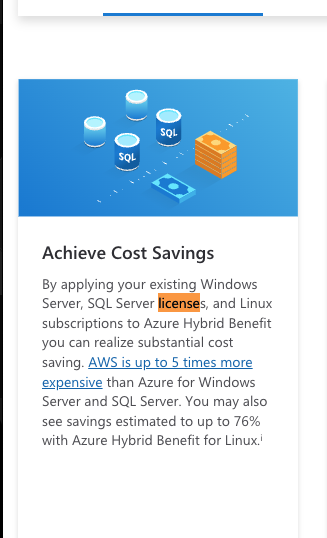 SQL
SQL
Achieve Cost Savings
By applying your existing Windows
Server, SQL Server licenses, and Linux
subscriptions to Azure Hybrid Benefit
you can realize substantial cost
saving. AWS is up to 5 times more
expensive than Azure for Windows
Server and SQL Server. You may also
see savings estimated to up to 76%
with Azure Hybrid Benefit for Linux.i